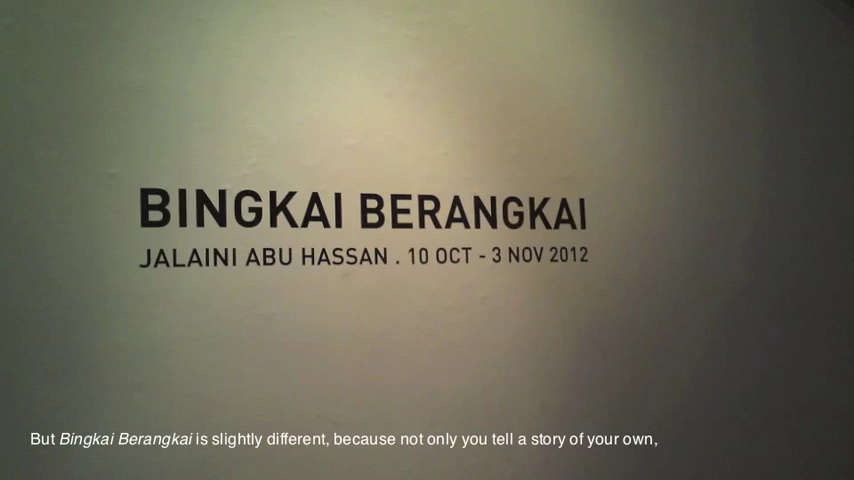 BINGKAI BERANGKAI
JALAINI ABU HASSAN . 10 OCT - 3 NOV 2012
But Bingkai Berangkai is slightly different, because not only you tell a story of your own,